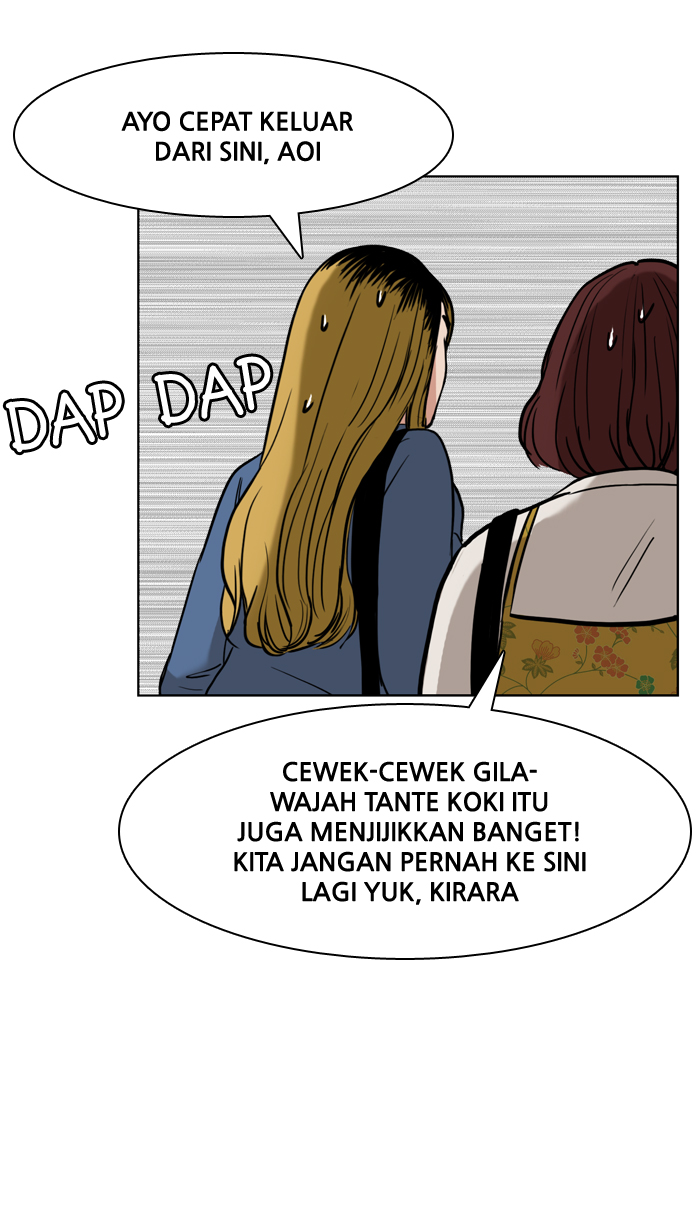 AYO CEPAT KELUAR
DARI SINI, AOI
DAP DAP
CEWEK-CEWEK GILA-
WAJAH TANTE KOKI ITU
JUGA MENJIJIKKAN BANGET!
KITA JANGAN PERNAH KE SINI
LAGI YUK, KIRARA